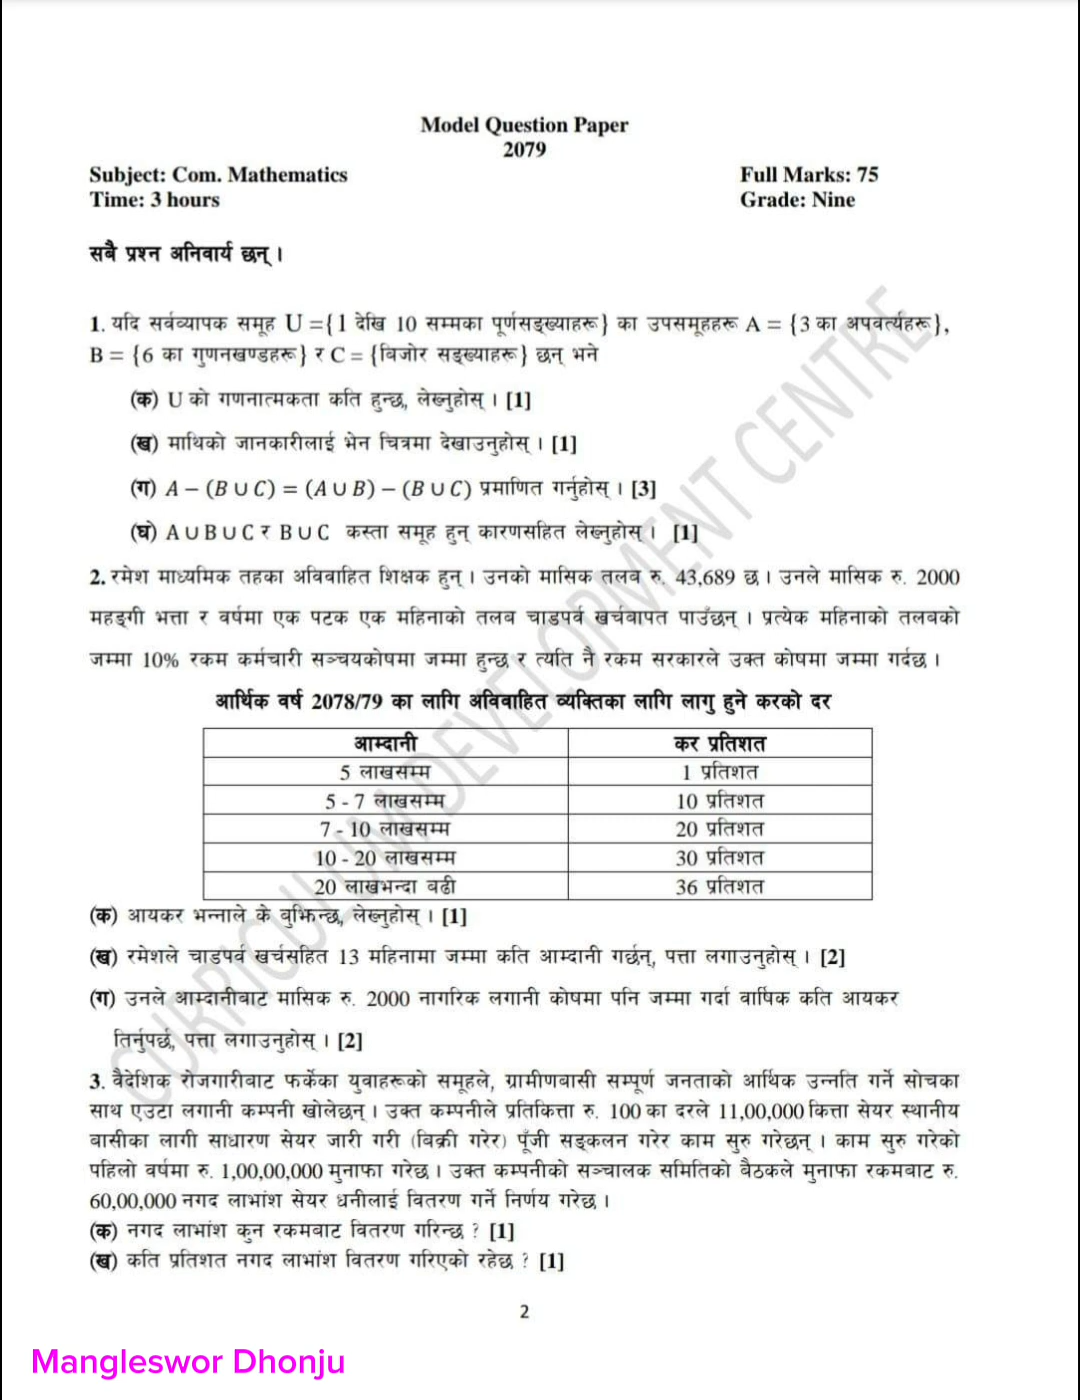 Model Question Paper
2079
Subject: Com. Mathematics Full Marks: 75
Time: 3 hours Grade: Nine
सबै प्रश्न अनिवार्य छन् ।
1. यदि सर्वव्यापक समूह U ={1 देखि 10 सम्मका पूर्णसङ्ख्याहरू} का उपसमूहरू A = {3 का अपवर्त्यहरू},
B = {6 का गुणनखण्डहरू} र C = {बिजोर सङ्ख्याहरू} छन् भने
(क) U को गणनात्मकता कति हुन्छ, लेख्नुहोस् । [1]
(ख) माथिको जानकारीलाई भेन चित्रमा देखाउनुहोस् । [1]
(ग) A – (B ∪ C) = (A ∪ B) – (B ∪ C) प्रमाणित गर्नुहोस् । [3]
(घ) A ∪ B ∪ C र B ∪ C कस्ता समूह हुन् कारणसहित लेख्नुहोस् । [1]
2. रमेश माध्यमिक तहका अविवाहित शिक्षक हुन् । उनको मासिक तलब रु. 43,689 छ । उनले मासिक रु. 2000
महङ्गी भत्ता र वर्षमा एक पटक एक महिनाको तलब चाडपर्व खर्चबापत पाउँछन् । प्रत्येक महिनाको तलबको
जम्मा 10% रकम कर्मचारी सञ्चयकोषमा जम्मा हुन्छ र त्यति नै रकम सरकारले उक्त कोषमा जम्मा गर्दछ ।
आर्थिक वर्ष 2078/79 का लागि अविवाहित व्यक्तिका लागि लागु हुने करको दर
आम्दानी कर प्रतिशत
5 लाखसम्म 1 प्रतिशत
5 - 7 लाखसम्म 10 प्रतिशत
7 - 10 लाखसम्म 20 प्रतिशत
10 - 20 लाखसम्म 30 प्रतिशत
20 लाखभन्दा बढी 36 प्रतिशत
(क) आयकर भन्नाले के बुझिन्छ, लेख्नुहोस् । [1]
(ख) रमेशले चाडपर्व खर्चसहित 13 महिनामा जम्मा कति आम्दानी गर्छन्, पत्ता लगाउनुहोस् । [2]
(ग) उनले आम्दानीबाट मासिक रु. 2000 नागरिक लगानी कोषमा पनि जम्मा गर्दा वार्षिक कति आयकर
तिर्नुपर्छ, पत्ता लगाउनुहोस् । [2]
3. वैदेशिक रोजगारीबाट फर्केका युवाहरूको समूहले, ग्रामीणबासी सम्पूर्ण जनताको आर्थिक उन्नति गर्ने सोचका
साथ एउटा लगानी कम्पनी खोलेछन् । उक्त कम्पनीले प्रतिकित्ता रु. 100 का दरले 11,00,000 कित्ता सेयर स्थानीय
बासीका लागी साधारण सेयर जारी गरी (बिक्री गरेर) पूँजी सङ्कलन गरेर काम सुरु गरेछन् । काम सुरु गरेको
पहिलो वर्षमा रु. 1,00,00,000 मुनाफा गरेछ । उक्त कम्पनीको सञ्चालक समितिको बैठकले मुनाफा रकमबाट रु.
60,00,000 नगद लाभांश सेयर धनीलाई वितरण गर्ने निर्णय गरेछ ।
(क) नगद लाभांश कुन रकमबाट वितरण गरिन्छ ? [1]
(ख) कति प्रतिशत नगद लाभांश वितरण गरिएको रहेछ ? [1]
2
CURRICULUM DEVELOPMENT CENTRE
Mangleswor Dhonju